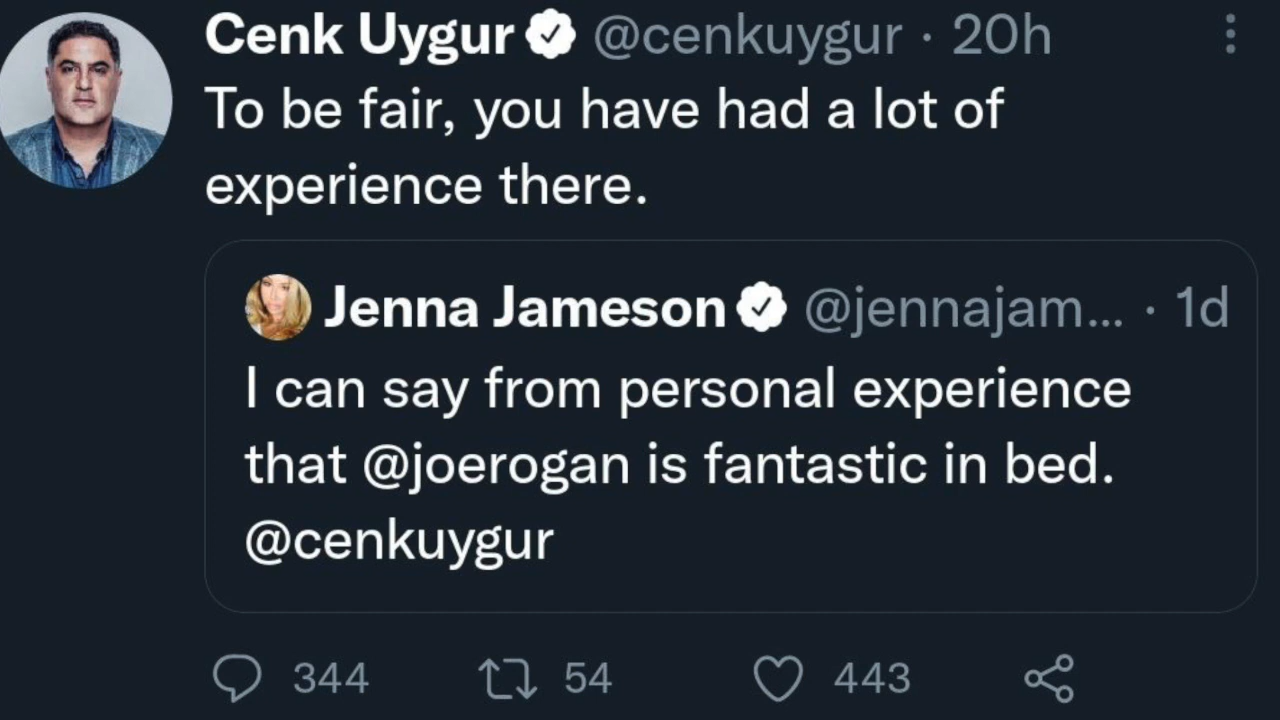 Cenk Uygur @cenkuygur · 20h
To be fair, you have had a lot of
experience there.
Jenna Jameson @jennajam... · 1d
I can say from personal experience
that @joerogan is fantastic in bed.
@cenkuygur
344 54 443